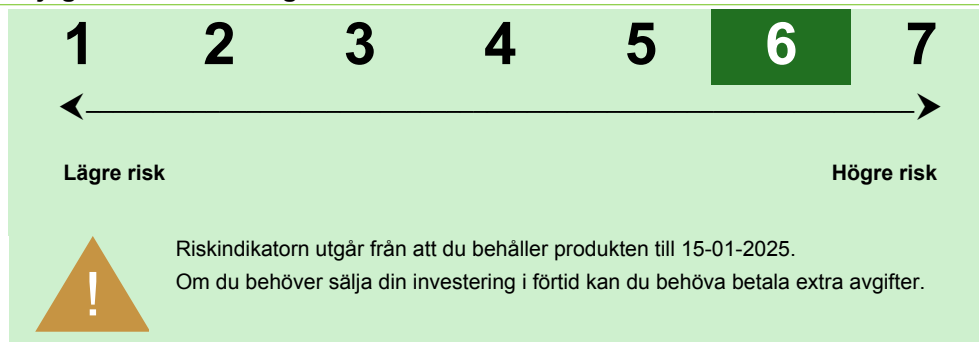 1 2 3 4 5 6 7
Lägre risk Högre risk
!
Riskindikatorn utgår från att du behåller produkten till 15-01-2025.
Om du behöver sälja din investering i förtid kan du behöva betala extra avgifter.